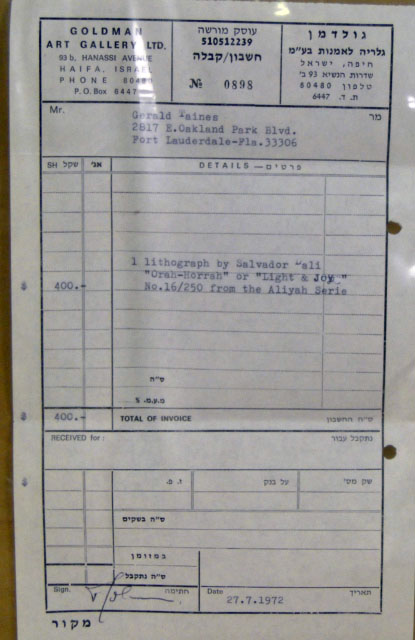 GOLDMAN
ART GALLERY LTD.
93 b, HANASSI AVENUE
HAIFA, ISRAEL
PHONE
P.O. Box 6447
עוסק מורשה
510512239
חשבון/קבלה
No 0898
גולדמן
גלריה לאמנות בע"מ
חיפה, ישראל
שדרות הנשיא 93 ב'
טלפון 80480
ת. ד. 6447
Mr.
מר
Gerald
2817 E.Oakland Park Blvd.
Fort Lauderdale-Fla.33306
SH שקל
אג'
DETAILS — פרטים
1 lithograph by Salvador Dali
"Orah-Horrah" or "Light & Joy "
$ 400.- No.16/250 from the Aliyah Serie
ס"ה
% מ.ע.מ.
$ 400.- TOTAL OF INVOICE ס"ה החשבון
RECEIVED for: נתקבל עבור
$
ז. פ.
על בנק
שק מס'
ס"ה בשקים
במזומן
ס"ה נתקבל
Sign. חתימה
Date 27.7.1972 תאריך
מקור